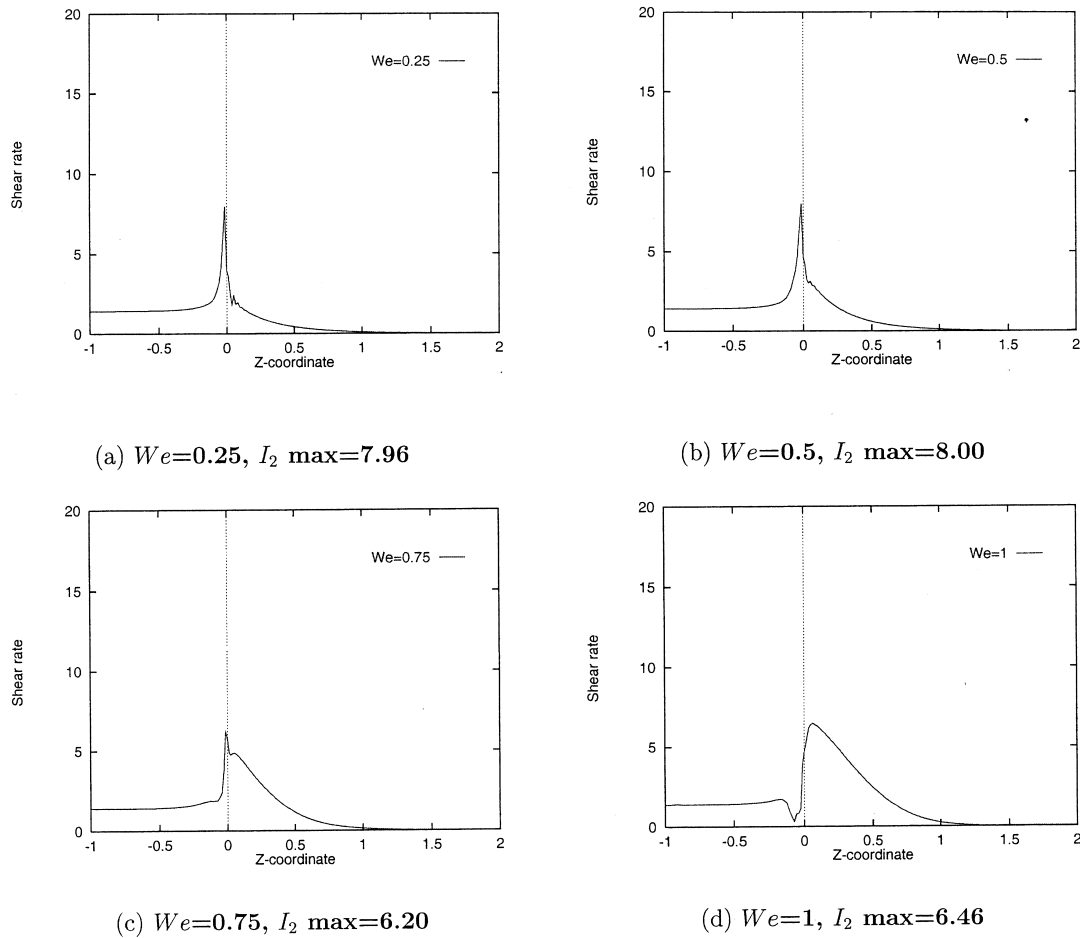 20
15
10
5
0
Shear rate
We=0.25
-1 -0.5 0 0.5 1 1.5 2
Z-coordinate
(a) We=0.25, I₂ max=7.96
20
15
10
5
0
Shear rate
We=0.5
-1 -0.5 0 0.5 1 1.5 2
Z-coordinate
(b) We=0.5, I₂ max=8.00
20
15
10
5
0
Shear rate
We=0.75
-1 -0.5 0 0.5 1 1.5 2
Z-coordinate
(c) We=0.75, I₂ max=6.20
20
15
10
5
0
Shear rate
We=1
-1 -0.5 0 0.5 1 1.5 2
Z-coordinate
(d) We=1, I₂ max=6.46